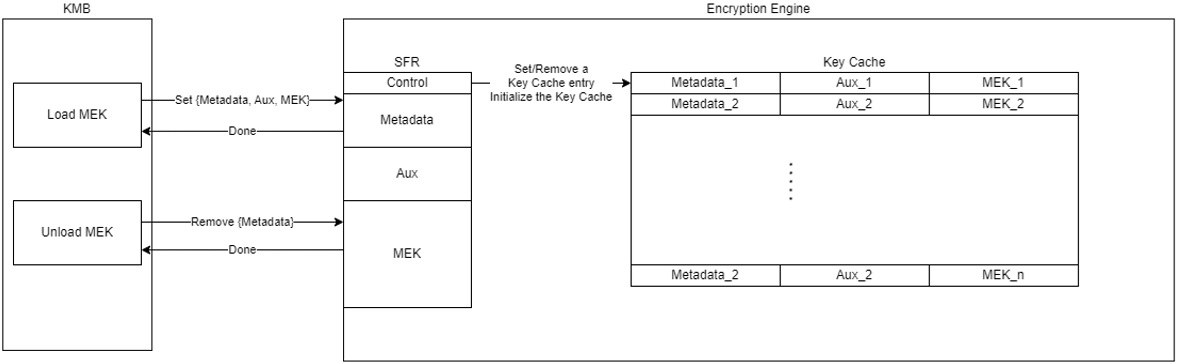 KMB
Encryption Engine
SFR
Key Cache
Control
Set/Remove a
Key Cache entry
Initialize the Key Cache
Metadata_1
Aux_1
MEK_1
Metadata_2
Aux_2
MEK_2
Load MEK
Set {Metadata, Aux, MEK}
Metadata
Done
Aux
Unload MEK
Remove {Metadata}
Done
MEK
Metadata_2
Aux_2
MEK_n